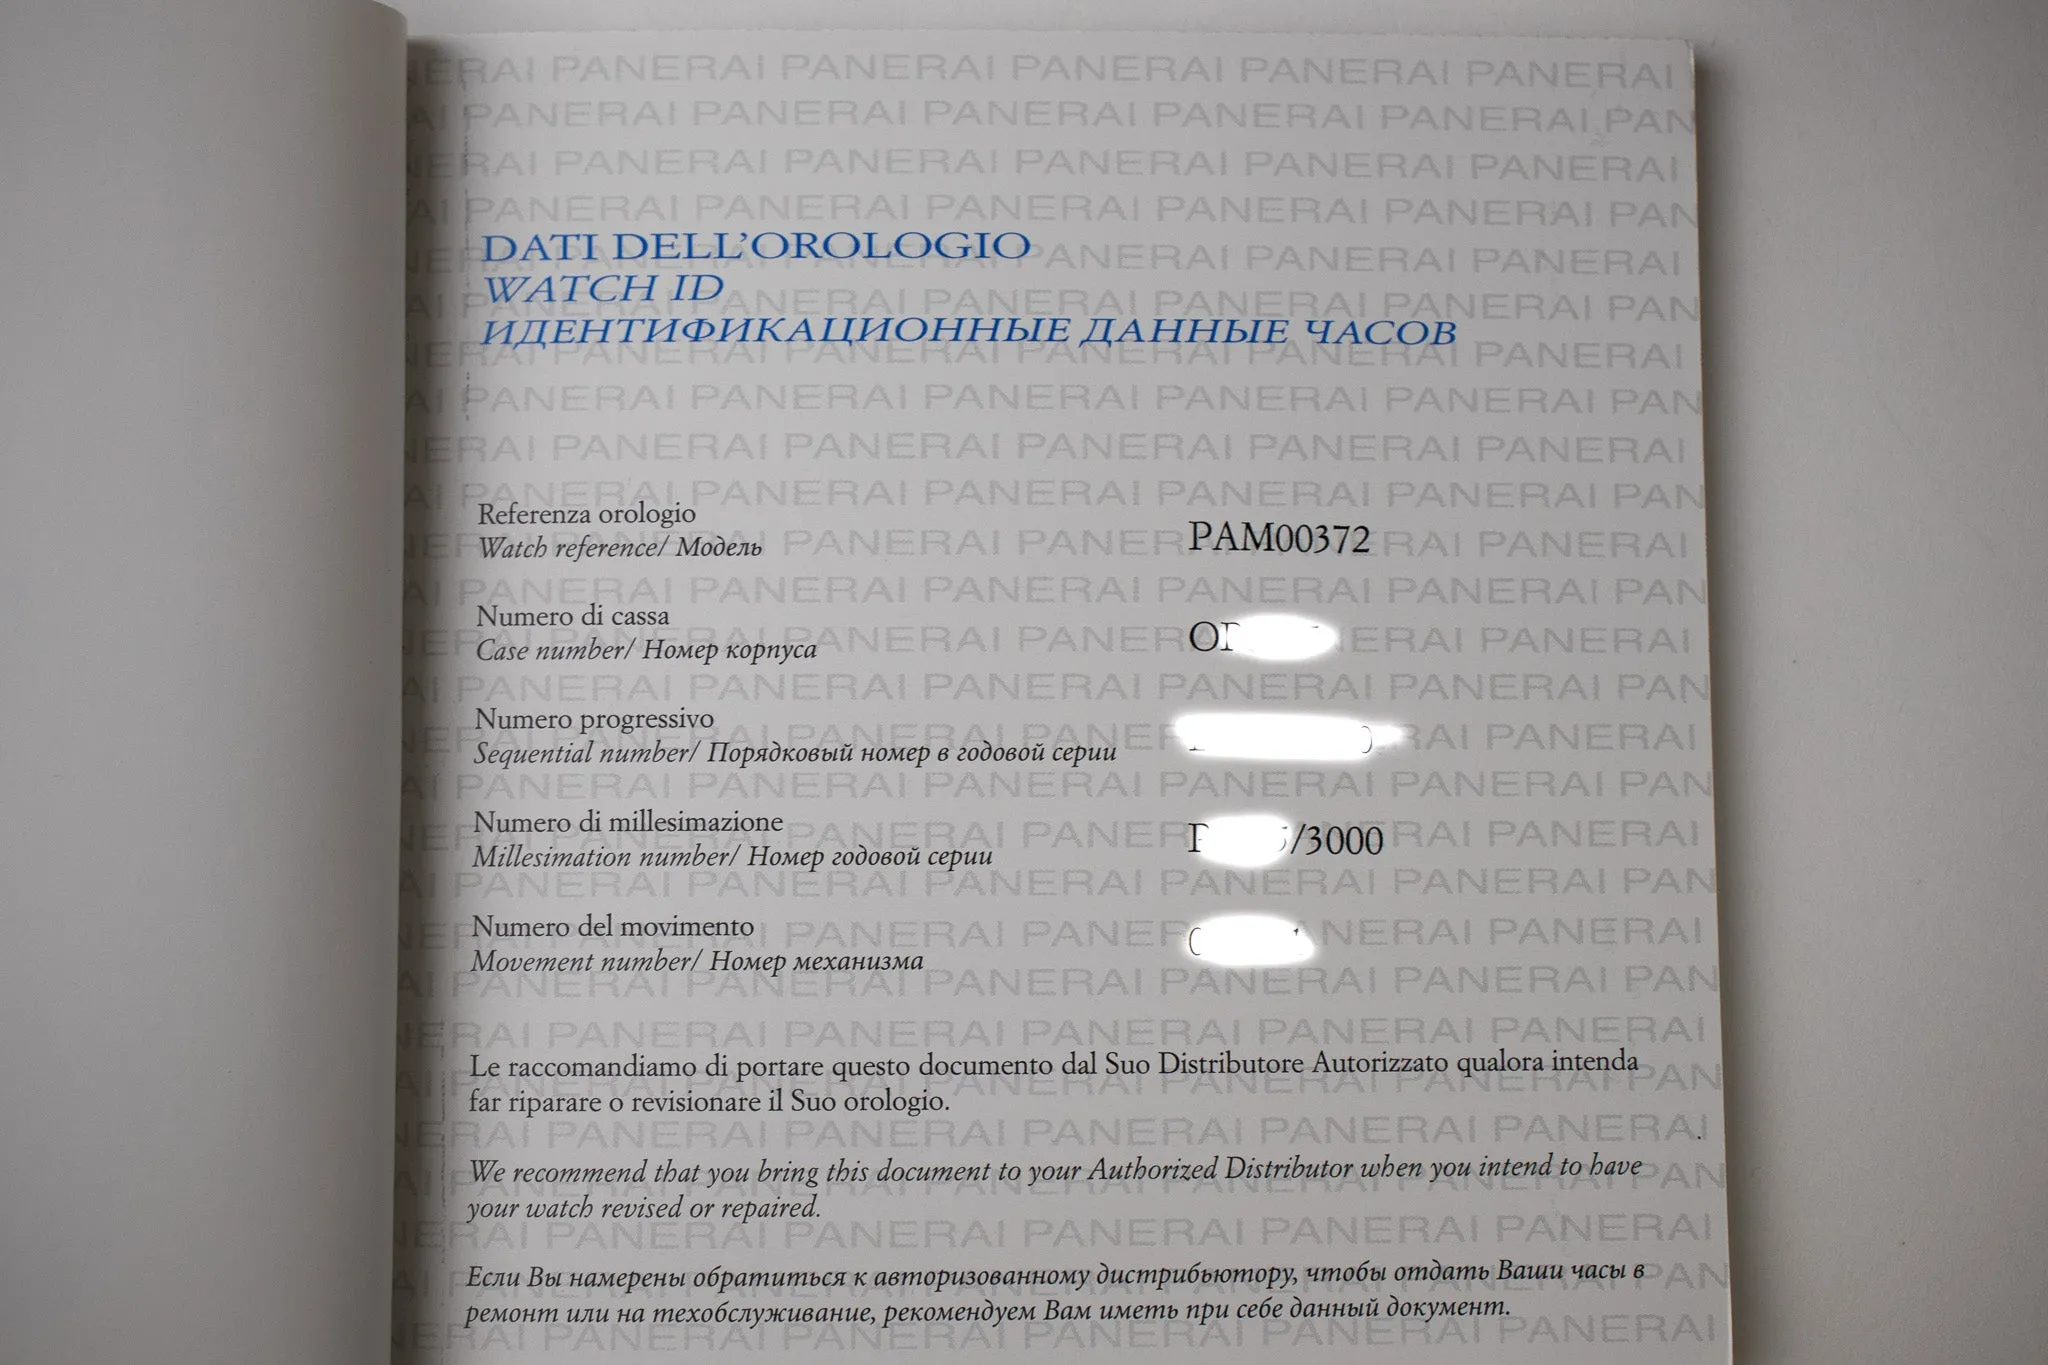 PANERAI PANERAI PANERAI PANERAI PANERAI
DATI DELL'OROLOGIO
WATCH ID
ИДЕНТИФИКАЦИОННЫЕ ДАННЫЕ ЧАСОВ
Referenza orologio
Watch reference/ Модель
PAM00372
Numero di cassa
Case number/ Номер корпуса
Numero progressivo
Sequential number/ Порядковый номер в годовой серии
Numero di millesimazione
Millesimation number/ Номер годовой серии
/3000
Numero del movimento
Movement number/ Номер механизма
Le raccomandiamo di portare questo documento dal Suo Distributore Autorizzato qualora intenda
far riparare o revisionare il Suo orologio.
We recommend that you bring this document to your Authorized Distributor when you intend to have
your watch revised or repaired.
Если Вы намерены обратиться к авторизованному дистрибьютору, чтобы отдать Ваши часы в
ремонт или на техобслуживание, рекомендуем Вам иметь при себе данный документ.